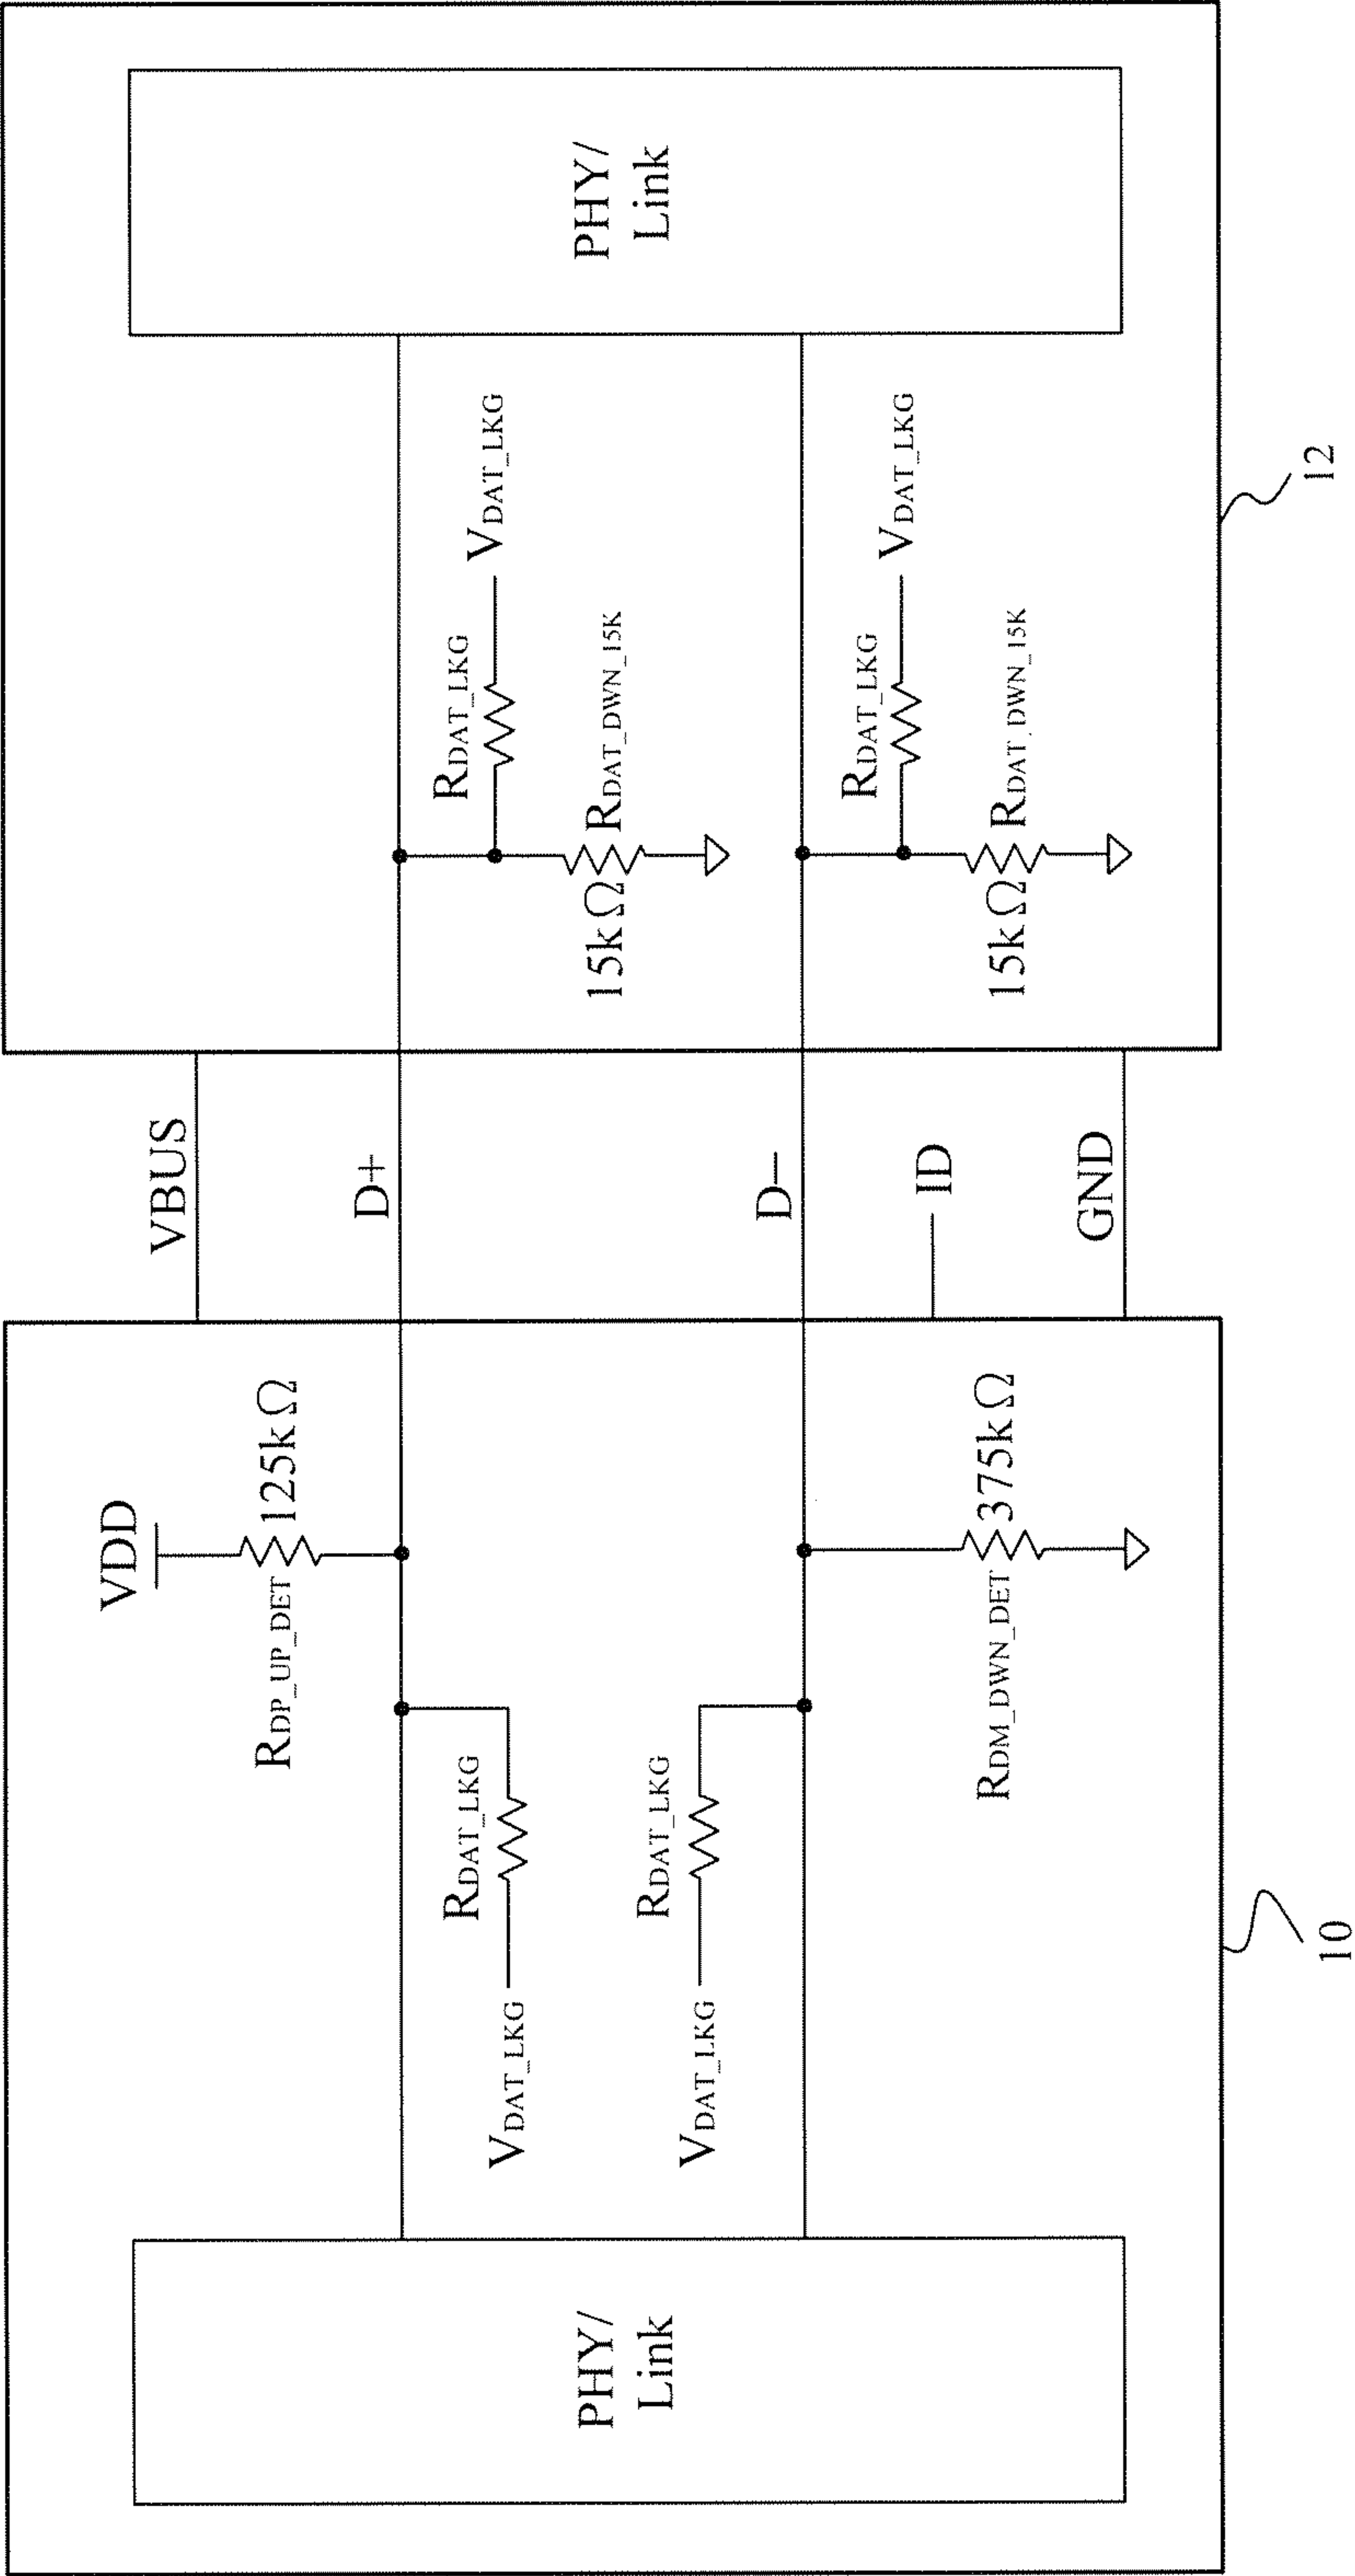 VDD
RDP_UP_DET
125kΩ
RDAT_LKG
VDAT_LKG
RDAT_LKG
VDAT_LKG
RDM_DWN_DET
375kΩ
PHY/
Link
10
VBUS
D+
D−
ID
GND
RDAT_LKG
VDAT_LKG
15kΩ
RDAT_DWN_15K
RDAT_LKG
VDAT_LKG
15kΩ
RDAT_DWN_15K
PHY/
Link
12